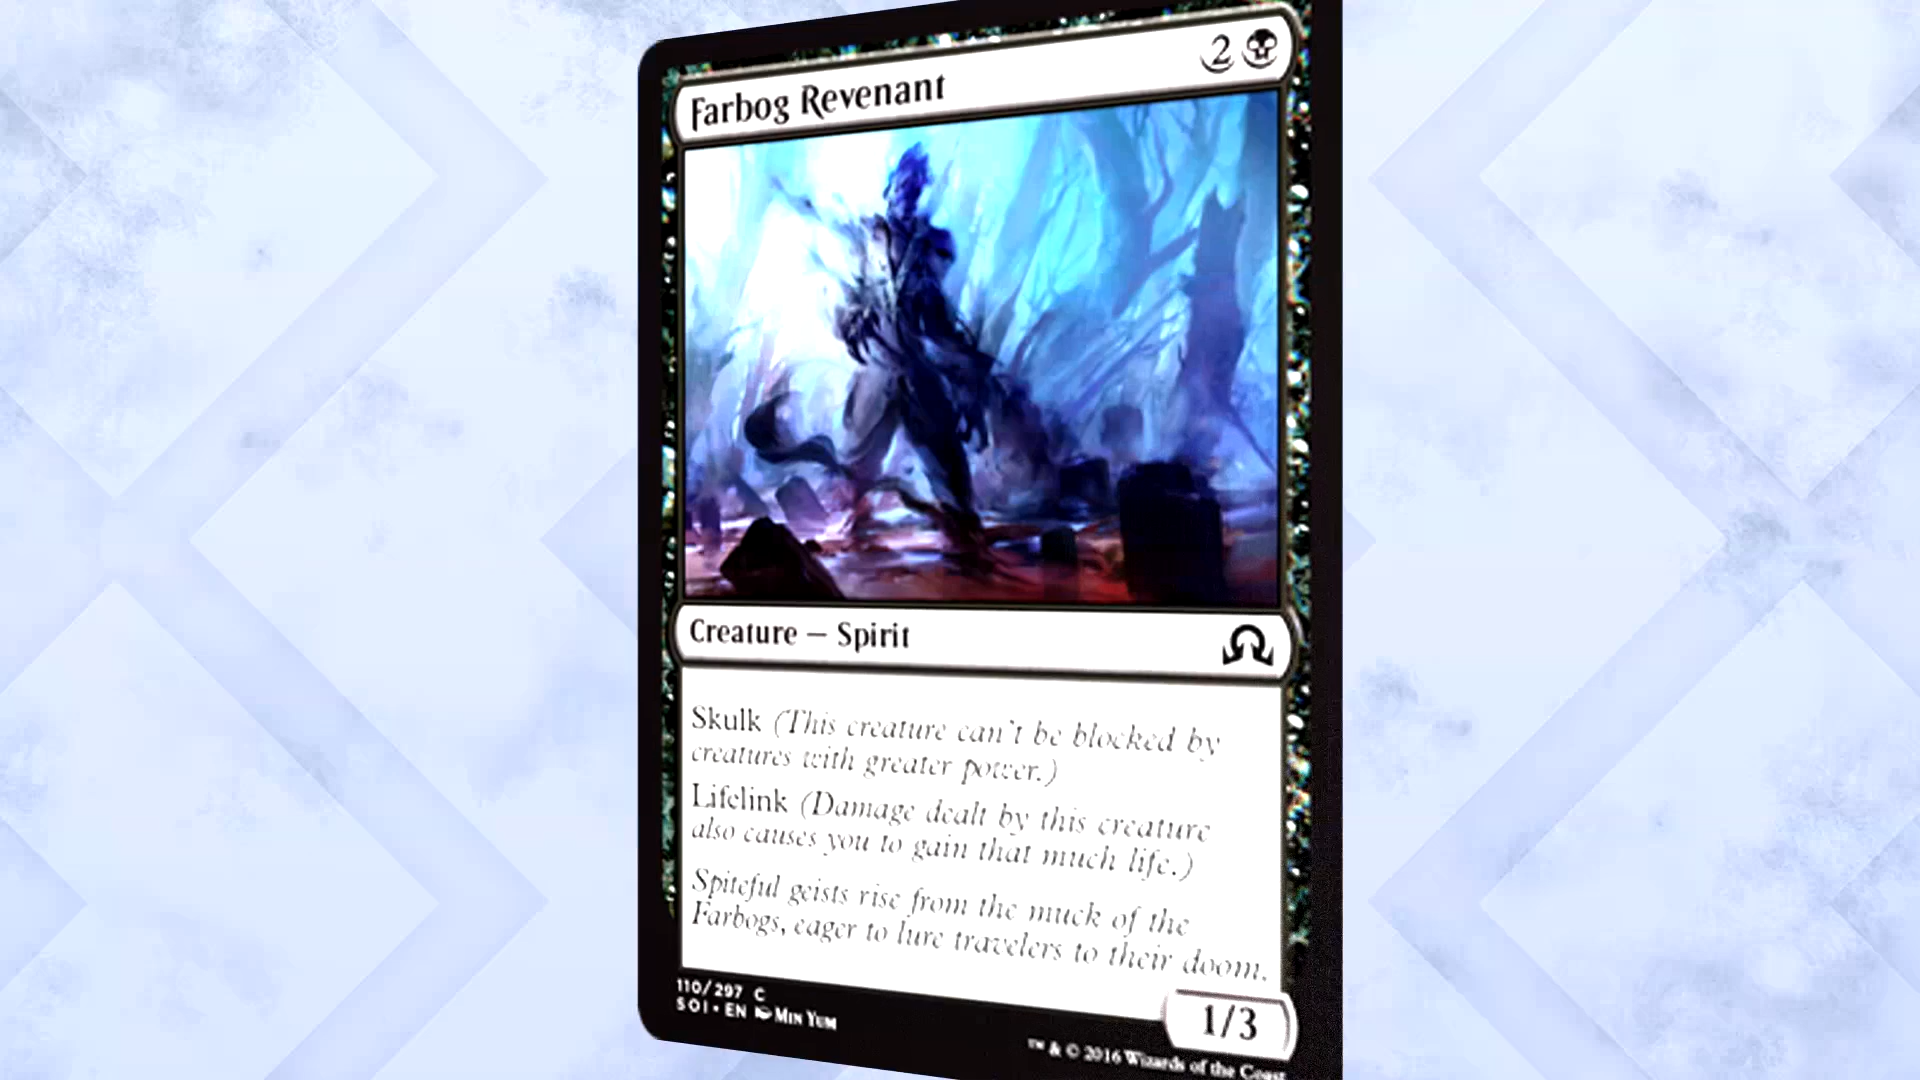 Farbog Revenant 2
Creature — Spirit
Skulk (This creature can't be blocked by
creatures with greater power.)
Lifelink (Damage dealt by this creature
also causes you to gain that much life.)
Spiteful geists rise from the muck of the
Farbogs, eager to lure travelers to their doom.
110/297 C
SOI • EN Min Yum
1/3
™ & © 2016 Wizards of the Coast